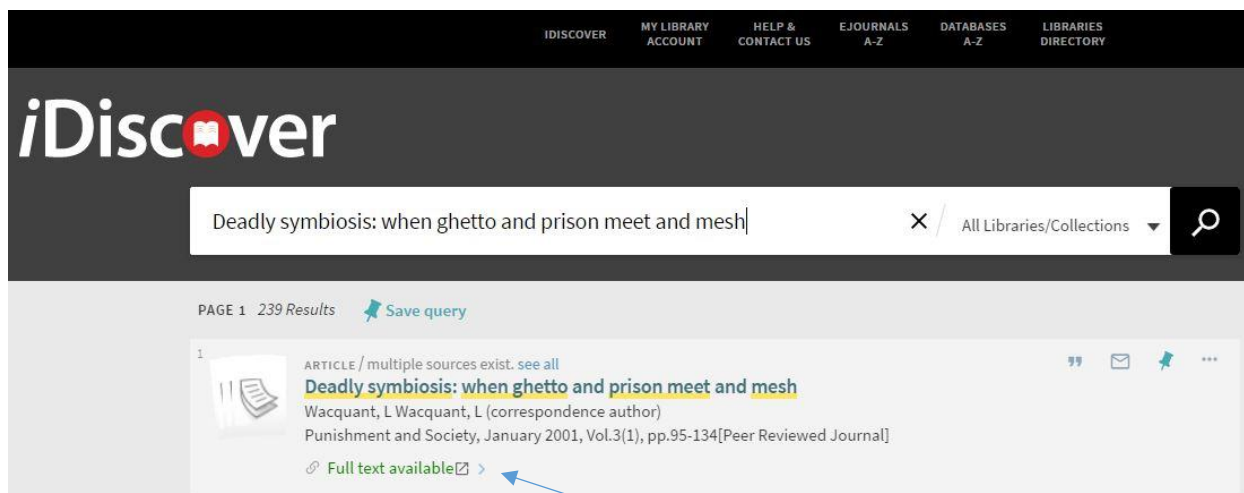 IDISCOVER
MY LIBRARY ACCOUNT
HELP & CONTACT US
EJOURNALS A-Z
DATABASES A-Z
LIBRARIES DIRECTORY
iDiscover
Deadly symbiosis: when ghetto and prison meet and mesh
All Libraries/Collections
PAGE 1 239 Results Save query
1
ARTICLE / multiple sources exist. see all
Deadly symbiosis: when ghetto and prison meet and mesh
Wacquant, L Wacquant, L (correspondence author)
Punishment and Society, January 2001, Vol.3(1), pp.95-134[Peer Reviewed Journal]
Full text available